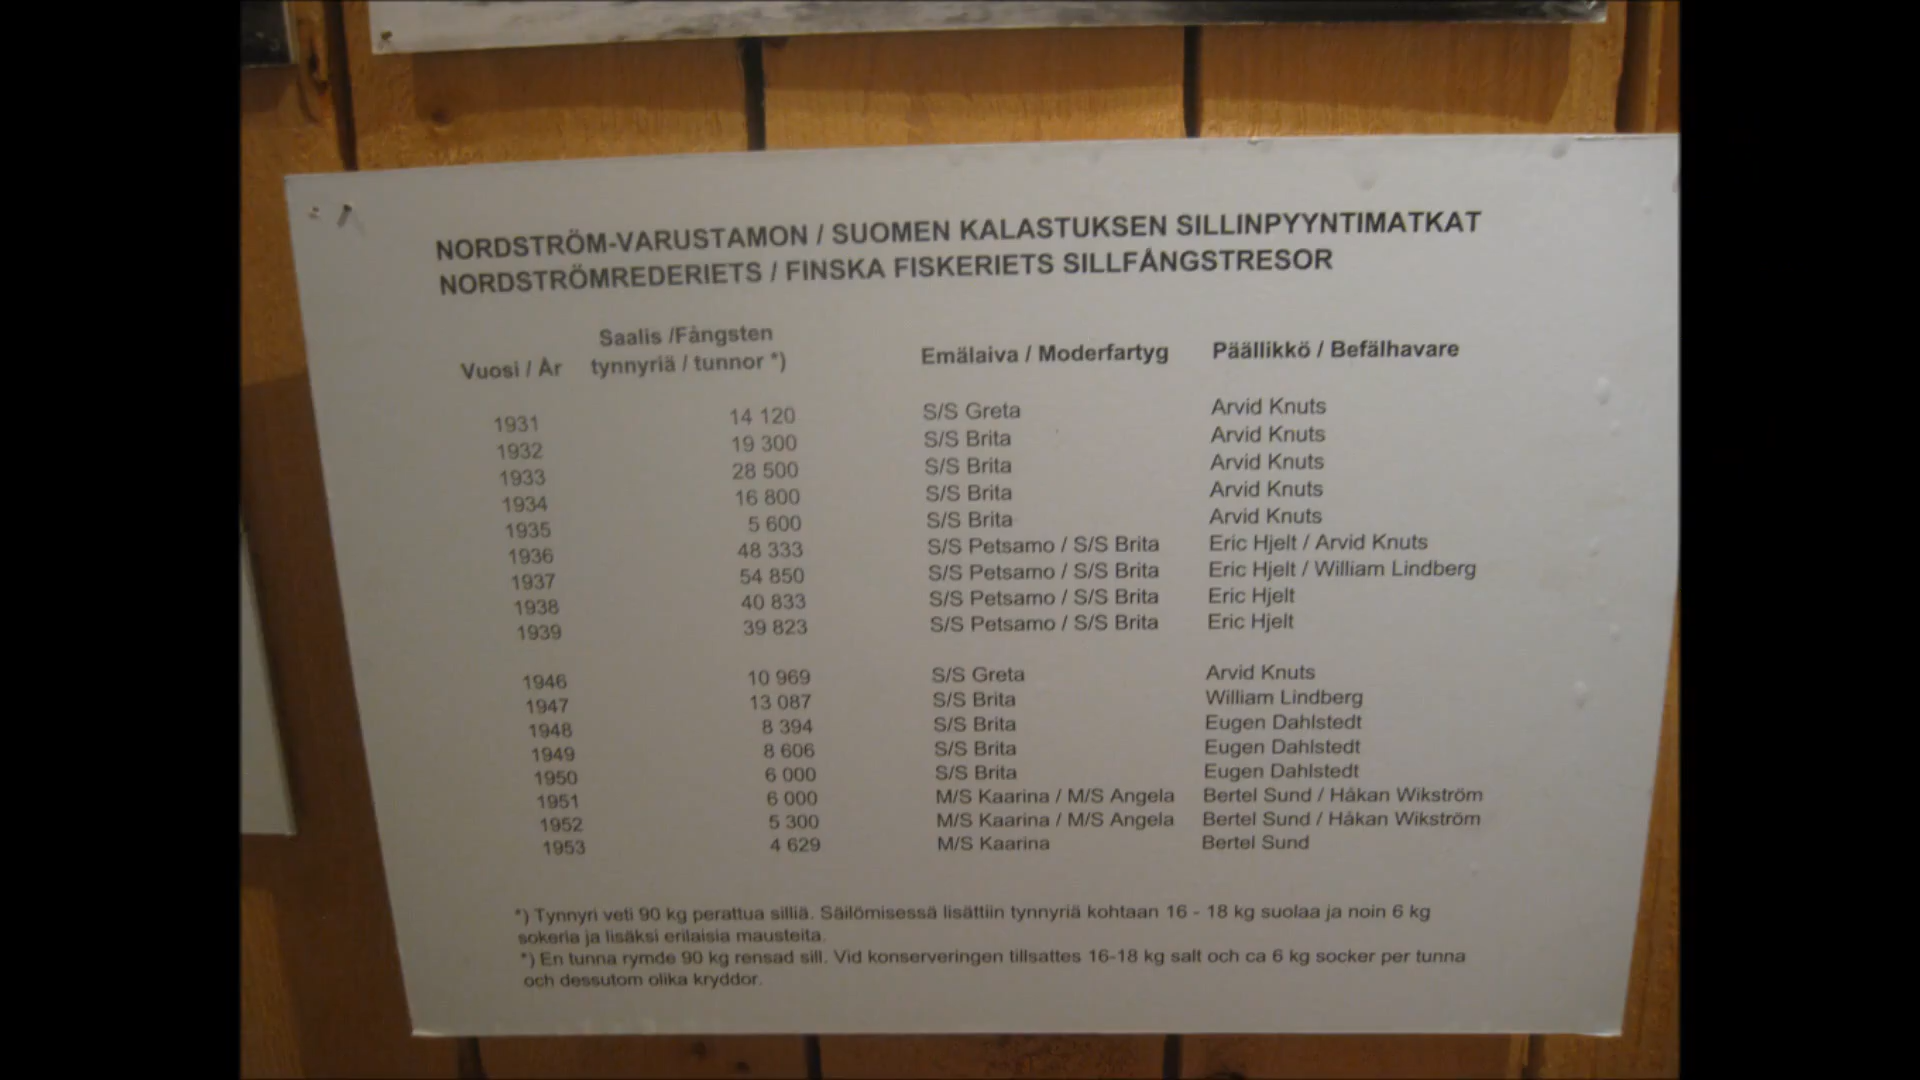 NORDSTRÖM-VARUSTAMON / SUOMEN KALASTUKSEN SILLINPYYNTIMATKAT
NORDSTRÖMREDERIETS / FINSKA FISKERIETS SILLFÅNGSTRESOR
Saalis /Fångsten
Vuosi / År tynnyriä / tunnor *) Emälaiva / Moderfartyg Päällikkö / Befälhavare
1931 14 120 S/S Greta Arvid Knuts
1932 19 300 S/S Brita Arvid Knuts
1933 28 500 S/S Brita Arvid Knuts
1934 16 800 S/S Brita Arvid Knuts
1935 5 600 S/S Brita Arvid Knuts
1936 48 333 S/S Petsamo / S/S Brita Eric Hjelt / Arvid Knuts
1937 54 850 S/S Petsamo / S/S Brita Eric Hjelt / William Lindberg
1938 40 833 S/S Petsamo / S/S Brita Eric Hjelt
1939 39 823 S/S Petsamo / S/S Brita Eric Hjelt
1946 10 969 S/S Greta Arvid Knuts
1947 13 087 S/S Brita William Lindberg
1948 8 394 S/S Brita Eugen Dahlstedt
1949 8 606 S/S Brita Eugen Dahlstedt
1950 6 000 S/S Brita Eugen Dahlstedt
1951 6 000 M/S Kaarina / M/S Angela Bertel Sund / Håkan Wikström
1952 5 300 M/S Kaarina / M/S Angela Bertel Sund / Håkan Wikström
1953 4 629 M/S Kaarina Bertel Sund
*) Tynnyri veti 90 kg perattua silliä. Säilömisessä lisättiin tynnyriä kohtaan 16 - 18 kg suolaa ja noin 6 kg
sokeria ja lisäksi erilaisia mausteita.
*) En tunna rymde 90 kg rensad sill. Vid konserveringen tillsattes 16-18 kg salt och ca 6 kg socker per tunna
och dessutom olika kryddor.